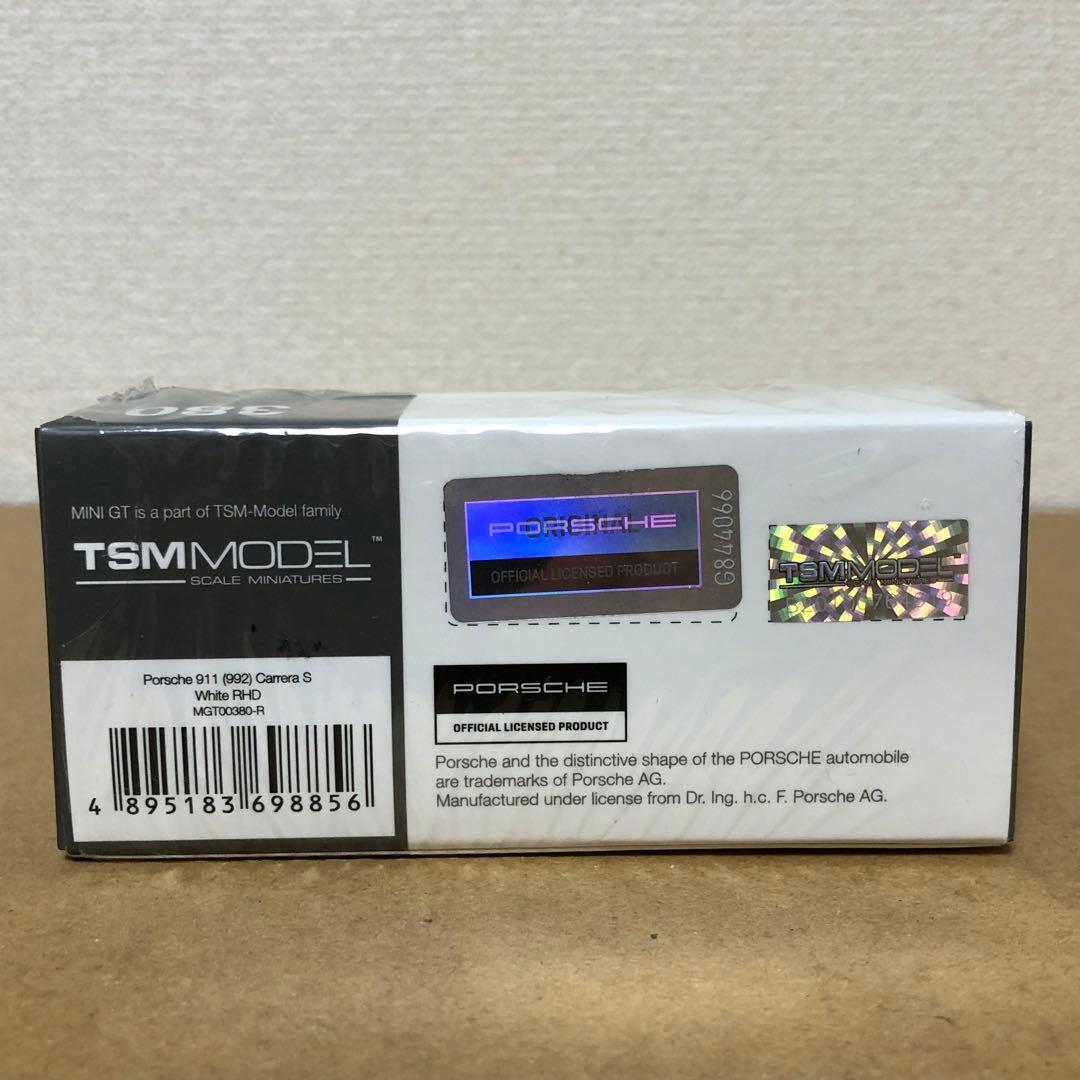 380
MINI GT is a part of TSM-Model family
TSMMODEL™
SCALE MINIATURES
Porsche 911 (992) Carrera S
White RHD
MGT00380-R
4 895183 698856
PORSCHE
ORIGINAL
OFFICIAL LICENSED PRODUCT
G844066
TSMMODEL
PORSCHE
OFFICIAL LICENSED PRODUCT
Porsche and the distinctive shape of the PORSCHE automobile
are trademarks of Porsche AG.
Manufactured under license from Dr. Ing. h.c. F. Porsche AG.